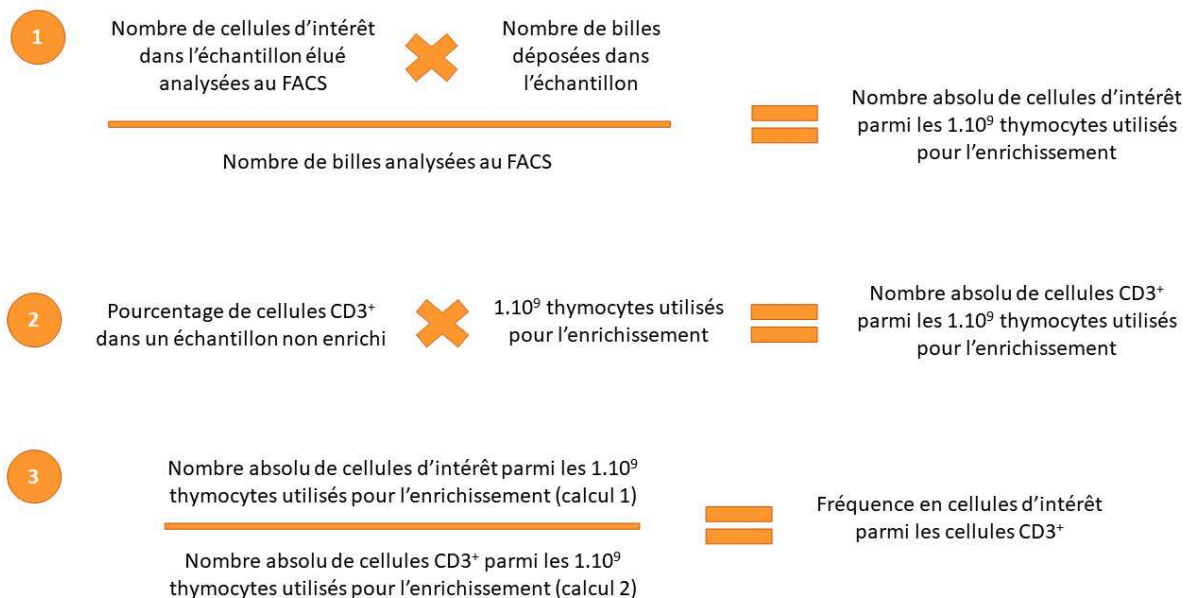 1
Nombre de cellules d’intérêt
dans l’échantillon élué
analysées au FACS
Nombre de billes
déposées dans
l’échantillon
Nombre de billes analysées au FACS
Nombre absolu de cellules d’intérêt
parmi les 1.10⁹ thymocytes utilisés
pour l’enrichissement
2
Pourcentage de cellules CD3⁺
dans un échantillon non enrichi
1.10⁹ thymocytes utilisés
pour l’enrichissement
Nombre absolu de cellules CD3⁺
parmi les 1.10⁹ thymocytes utilisés
pour l’enrichissement
3
Nombre absolu de cellules d’intérêt parmi les 1.10⁹
thymocytes utilisés pour l’enrichissement (calcul 1)
Nombre absolu de cellules CD3⁺ parmi les 1.10⁹
thymocytes utilisés pour l’enrichissement (calcul 2)
Fréquence en cellules d’intérêt
parmi les cellules CD3⁺